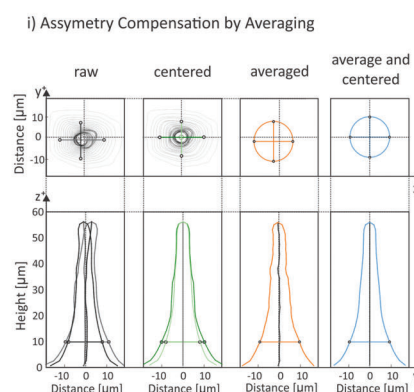 i) Assymetry Compensation by Averaging
raw
centered
averaged
average and
centered
y
Distance [µm]
10
0
-10
z
Height [µm]
60
50
40
30
20
10
0
-10 0 10
-10 0 10
-10 0 10
-10 0 10
Distance [µm]
Distance [µm]
Distance [µm]
Distance [µm]